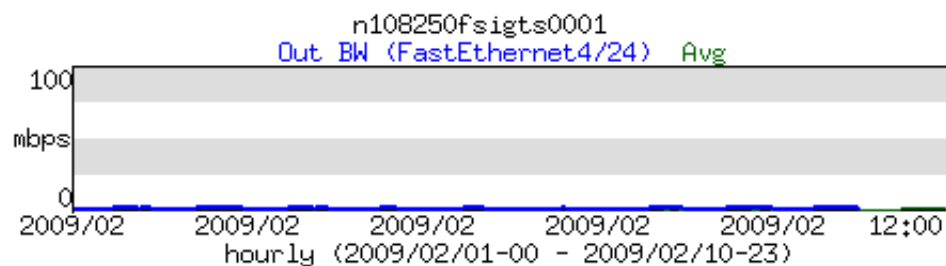 n108250fsigts0001
Out BW (FastEthernet4/24) Avg
100
mbps
0
2009/02 2009/02 2009/02 2009/02 2009/02 12:00
hourly (2009/02/01-00 - 2009/02/10-23)